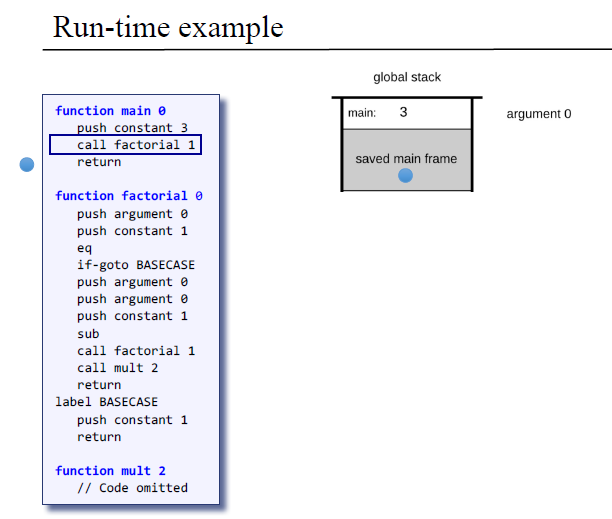 Run-time example
function main 0
push constant 3
call factorial 1
return
function factorial 0
push argument 0
push constant 1
eq
if-goto BASECASE
push argument 0
push argument 0
push constant 1
sub
call factorial 1
call mult 2
return
label BASECASE
push constant 1
return
function mult 2
// Code omitted
global stack
main: 3
argument 0
saved main frame